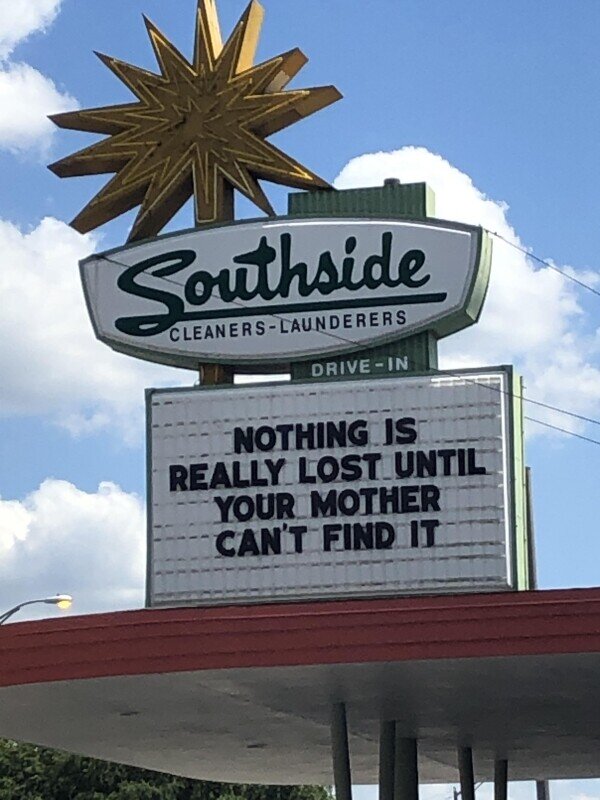 Southside
CLEANERS-LAUNDERERS
DRIVE-IN
NOTHING IS
REALLY LOST UNTIL
YOUR MOTHER
CAN'T FIND IT